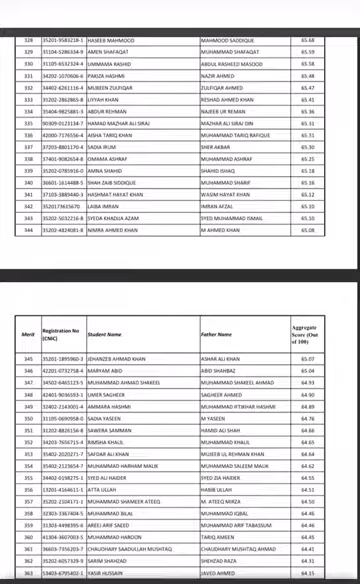 328 35201-9583218-1 HASEEB MAHMOOD MAHMOOD SADDIQUE 65.68
329 31104-5286334-9 AMEN SHAFAQAT MUHAMMAD SHAFAQAT 65.59
330 31105-6532324-4 UMMAMA RASHID ABDUL RASHEED MASOOD 65.58
331 34202-1070606-6 PAKIZA HASHMI NAZIR AHMED 65.48
332 34402-6261116-4 MUBEEN ZULFIQAR ZULFIQAR AHMED 65.47
333 35202-2862865-8 LIYYAH KHAN RESHAD AHMED KHAN 65.41
334 35404-9825881-3 ABDUR REHMAN NAJEEB UR REMAN 65.36
335 90309-0123134-7 HAMAD MAZHAR ALI SIRAJ MAZHAR ALI SIRAJ DIN 65.31
336 42000-7176556-4 AISHA TARIQ KHAN MUHAMMAD TARIQ RAFIQUE 65.31
337 37203-8801170-4 SADIA IRUM SHER AKBAR 65.30
338 37401-9082654-8 OMAMA ASHRAF MUHAMMAD ASHRAF 65.25
339 35202-0785916-0 AMNA SHAHID SHAHID ISHAQ 65.18
340 36601-1614488-5 SHAH ZAIB SIDDIQUE MUHAMMAD SHARIF 65.16
341 37103-3889440-3 HASHMAT HAYAT KHAN WASIM HAYAT KHAN 65.12
342 3520173635670 LAIBA IMRAN IMRAN AFZAL 65.10
343 35202-5032216-8 SYEDA KHADIJA AZAM SYED MUHAMMAD ISMAIL 65.10
344 35202-4824081-8 NIMRA AHMED KHAN M AHMED KHAN 65.08
Merit Registration No (CNIC) Student Name Father Name Aggregate Score (Out of 100)
345 35201-1895960-3 JEHANZEB AHMAD KHAN ASHAR ALI KHAN 65.07
346 42201-0732758-4 MARYAM ABID ABID SHAHBAZ 65.04
347 34502-6465123-5 MUHAMMAD AHMAD SHAKEEL MUHAMMAD SHAKEEL AHMAD 64.93
348 42401-9036593-1 UMER SAGHEER SAGHEER AHMED 64.90
349 32402-2143001-4 AMMARA HASHMI MUHAMMAD IFTIKHAR HASHMI 64.89
350 31105-0690958-0 SADIA YASEEN M YASEEN 64.76
351 31202-8826156-8 SAWERA SAMMAN HAMID ALI SHAH 64.66
352 34203-7656715-4 RIMSHA KHALIL MUHAMMAD KHALIL 64.65
353 35402-2020271-7 SAFDAR ALI KHAN MUJEEB UL REHMAN KHAN 64.64
354 35402-2123654-7 MUHAMMAD HARHAM MALIK MUHAMMAD SALEEM MALIK 64.62
355 34402-0198275-1 SYED ALI HAIDER SYED ZIA HAIDER 64.55
356 13201-4164611-1 ATTA ULLAH HABIB ULLAH 64.51
357 35202-2104171-1 MUHAMMAD SHAMEER ATEEQ M. ATEEQ MIRZA 64.50
358 32303-3367404-5 MUHAMMAD BILAL MUHAMMAD IQBAL 64.46
359 31303-4498395-6 AREEJ ARIF SAEED MUHAMMAD ARIF TABASSUM 64.46
360 41304-3607003-5 MUHAMMAD HAROON TARIQ AMEEN 64.45
361 36603-7356203-7 CHAUDHARY SAADULLAH MUSHTAQ CHAUDHARY MUSHTAQ AHMAD 64.41
362 35202-6057329-9 SARIM SHAHZAD SHEHZAD RAZA 64.31
363 53403-6795402-1 YASIR HUSSAIN JAVED AHMED 64.25